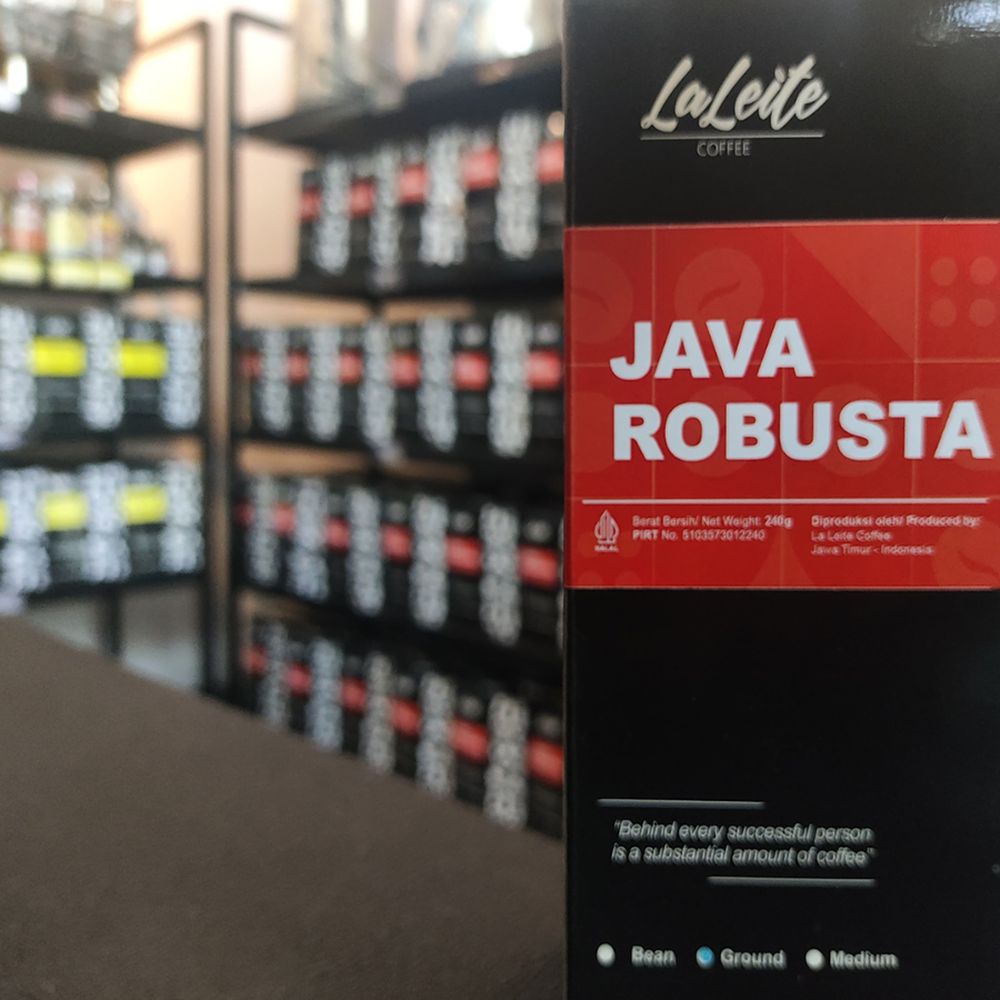 LaLeite
COFFEE
JAVA
ROBUSTA
HALAL
Berat Bersih/ Net Weight: 240g
PIRT No. 5103573012240
Diproduksi oleh/ Produced by:
La Leite Coffee
Jawa Timur - Indonesia
"Behind every successful person
is a substantial amount of coffee"
Bean Ground Medium